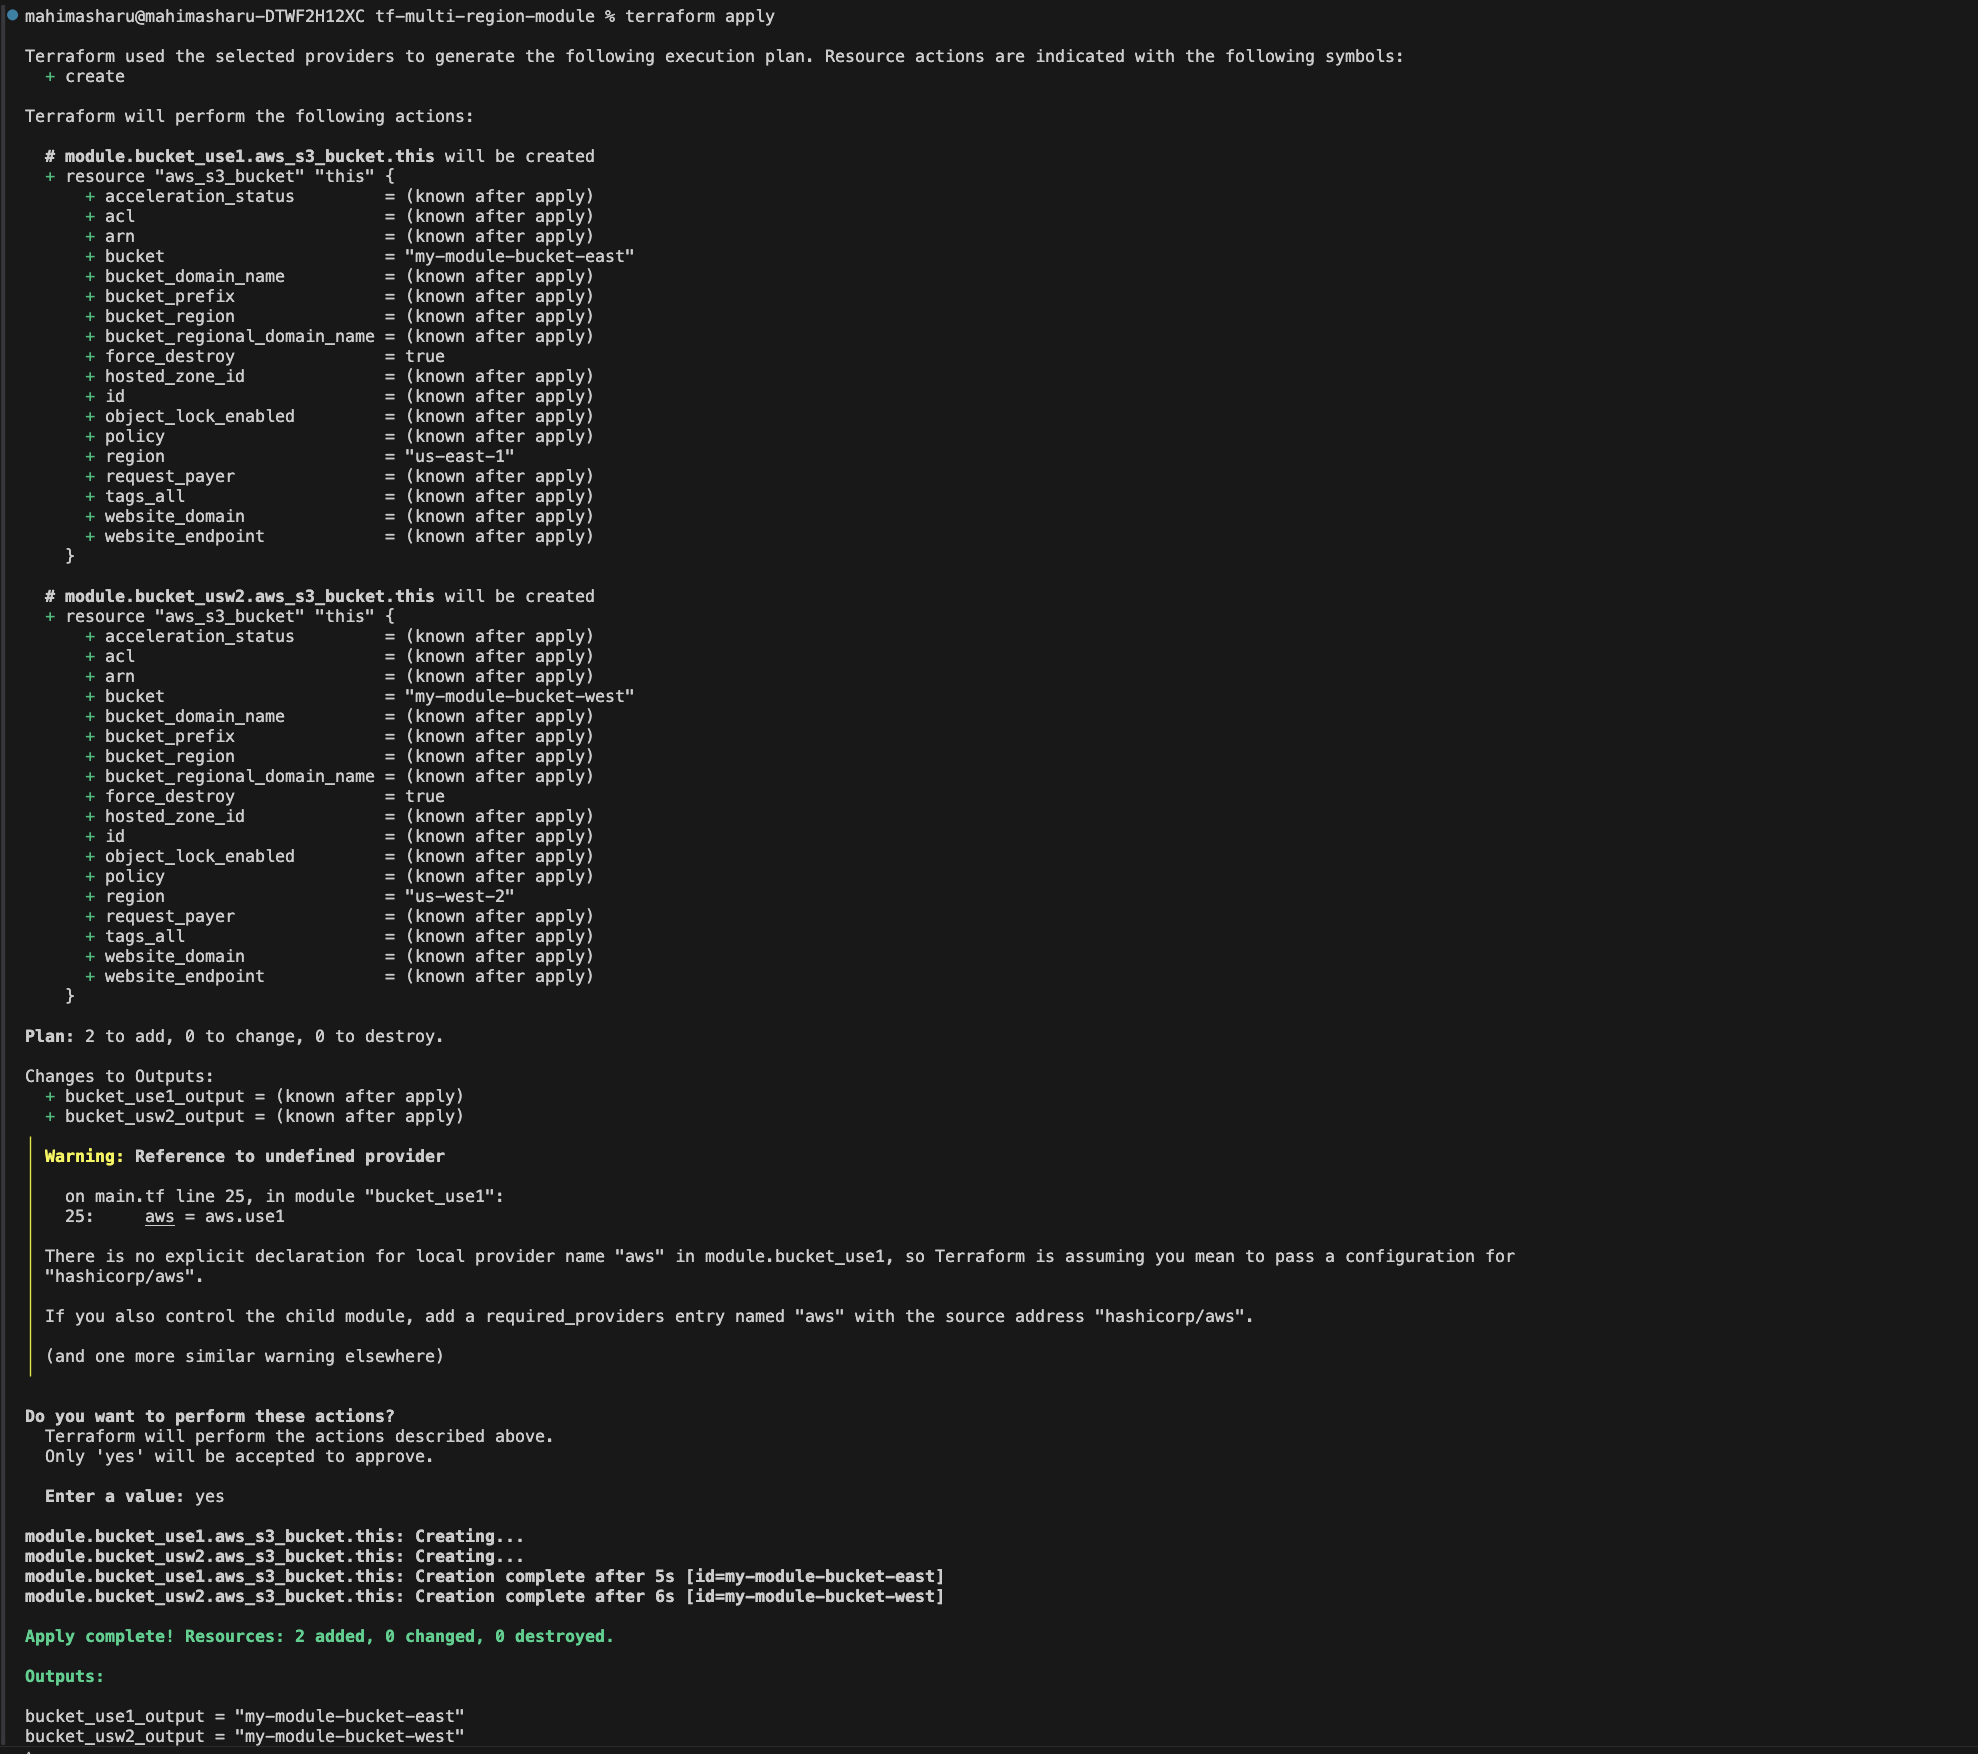 mahimasharu@mahimasharu-DTWF2H12XC tf-multi-region-module % terraform apply
Terraform used the selected providers to generate the following execution plan. Resource actions are indicated with the following symbols:
+ create
Terraform will perform the following actions:
# module.bucket_use1.aws_s3_bucket.this will be created
+ resource "aws_s3_bucket" "this" {
+ acceleration_status = (known after apply)
+ acl = (known after apply)
+ arn = (known after apply)
+ bucket = "my-module-bucket-east"
+ bucket_domain_name = (known after apply)
+ bucket_prefix = (known after apply)
+ bucket_region = (known after apply)
+ bucket_regional_domain_name = (known after apply)
+ force_destroy = true
+ hosted_zone_id = (known after apply)
+ id = (known after apply)
+ object_lock_enabled = (known after apply)
+ policy = (known after apply)
+ region = "us-east-1"
+ request_payer = (known after apply)
+ tags_all = (known after apply)
+ website_domain = (known after apply)
+ website_endpoint = (known after apply)
}
# module.bucket_usw2.aws_s3_bucket.this will be created
+ resource "aws_s3_bucket" "this" {
+ acceleration_status = (known after apply)
+ acl = (known after apply)
+ arn = (known after apply)
+ bucket = "my-module-bucket-west"
+ bucket_domain_name = (known after apply)
+ bucket_prefix = (known after apply)
+ bucket_region = (known after apply)
+ bucket_regional_domain_name = (known after apply)
+ force_destroy = true
+ hosted_zone_id = (known after apply)
+ id = (known after apply)
+ object_lock_enabled = (known after apply)
+ policy = (known after apply)
+ region = "us-west-2"
+ request_payer = (known after apply)
+ tags_all = (known after apply)
+ website_domain = (known after apply)
+ website_endpoint = (known after apply)
}
Plan: 2 to add, 0 to change, 0 to destroy.
Changes to Outputs:
+ bucket_use1_output = (known after apply)
+ bucket_usw2_output = (known after apply)
Warning: Reference to undefined provider
on main.tf line 25, in module "bucket_use1":
25: aws = aws.use1
There is no explicit declaration for local provider name "aws" in module.bucket_use1, so Terraform is assuming you mean to pass a configuration for
"hashicorp/aws".
If you also control the child module, add a required_providers entry named "aws" with the source address "hashicorp/aws".
(and one more similar warning elsewhere)
Do you want to perform these actions?
Terraform will perform the actions described above.
Only 'yes' will be accepted to approve.
Enter a value: yes
module.bucket_use1.aws_s3_bucket.this: Creating...
module.bucket_usw2.aws_s3_bucket.this: Creating...
module.bucket_use1.aws_s3_bucket.this: Creation complete after 5s [id=my-module-bucket-east]
module.bucket_usw2.aws_s3_bucket.this: Creation complete after 6s [id=my-module-bucket-west]
Apply complete! Resources: 2 added, 0 changed, 0 destroyed.
Outputs:
bucket_use1_output = "my-module-bucket-east"
bucket_usw2_output = "my-module-bucket-west"